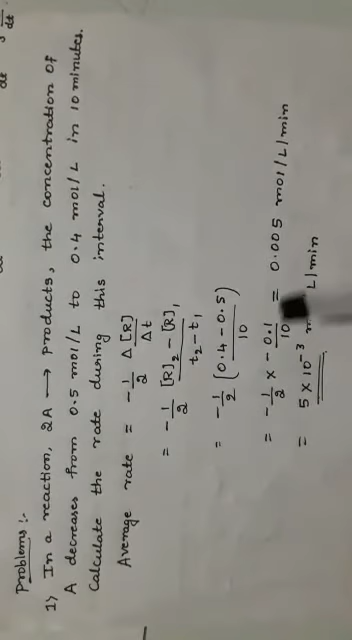 Problems :-
1) In a reaction, 2A → products, the concentration of
A decreases from 0.5 mol/L to 0.4 mol/L in 10 minutes.
Calculate the rate during this interval.
Average rate = -1/2 Δ[R]/Δt
= -1/2 [R]₂ - [R]₁ / t₂ - t₁
= -1/2 (0.4 - 0.5 / 10)
= -1/2 x -0.1/10 = 0.005 mol/L/min
= 5 x 10⁻³ m L/min